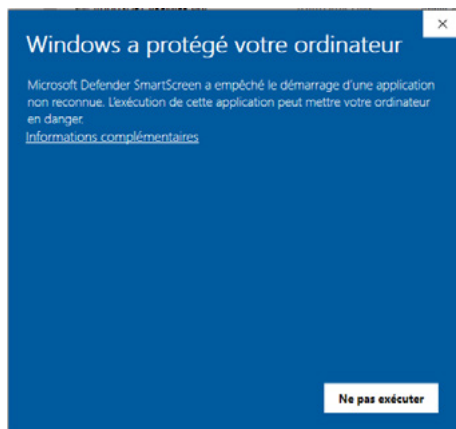 Windows a protégé votre ordinateur
Microsoft Defender SmartScreen a empêché le démarrage d'une application
non reconnue. L'exécution de cette application peut mettre votre ordinateur
en danger.
Informations complémentaires
Ne pas exécuter